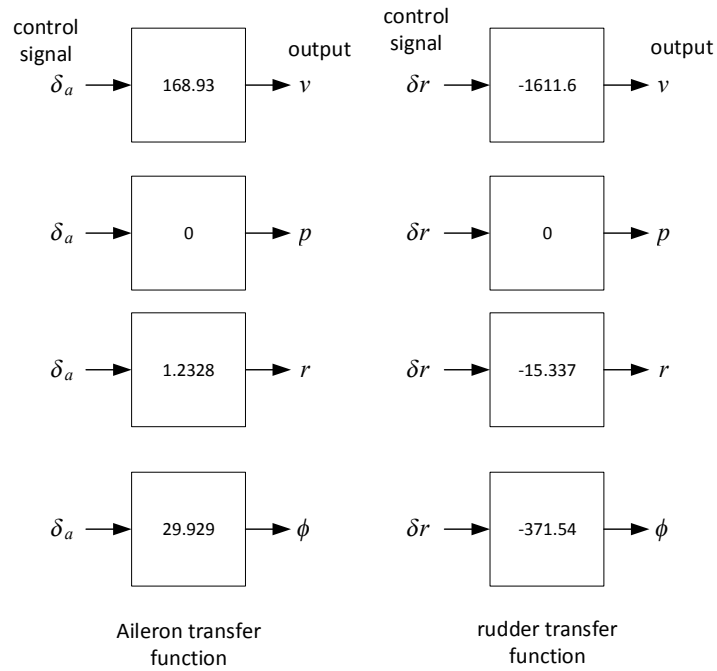 control
signal
output
δₐ 168.93 v
δₐ 0 p
δₐ 1.2328 r
δₐ 29.929 ϕ
Aileron transfer
function
control
signal
output
δr -1611.6 v
δr 0 p
δr -15.337 r
δr -371.54 ϕ
rudder transfer
function